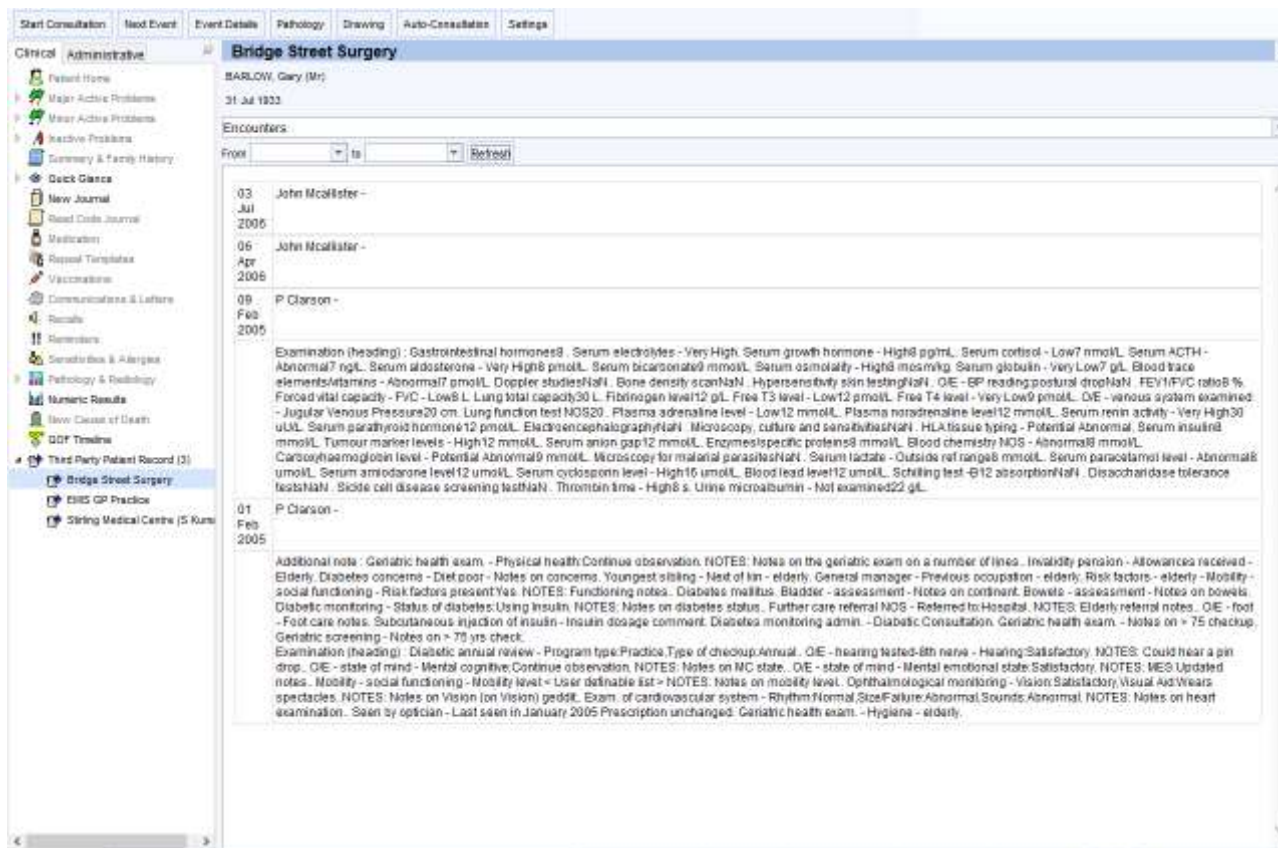 Start Consultation Next Event Event Details Pathology Drawing Auto-Consultation Settings
Clinical Administrative
Patient Home
Major Active Problems
Minor Active Problems
Inactive Problems
Summary & Family History
Quick Glance
New Journal
Read Code Journal
Medication
Repeat Templates
Vaccinations
Communications & Letters
Recalls
Reminders
Sensitivities & Allergies
Pathology & Radiology
Numeric Results
New Cause of Death
QOF Timeline
Third Party Patient Record (3)
Bridge Street Surgery
EMIS GP Practice
Stirling Medical Centre (S Kuma
Bridge Street Surgery
BARLOW, Gary (Mr)
31 Jul 1933
Encounters
From to Refresh
03 Jul 2006 John Mcallister -
06 Apr 2006 John Mcallister -
09 Feb 2005 P Clarson -
Examination (heading) : Gastrointestinal hormones8 . Serum electrolytes - Very High. Serum growth hormone - High8 pg/mL. Serum cortisol - Low7 nmol/L. Serum ACTH -
Abnormal7 ng/L. Serum aldosterone - Very High8 pmol/L. Serum bicarbonate9 mmol/L. Serum osmolality - High8 mosm/kg. Serum globulin - Very Low7 g/L. Blood trace
elements/vitamins - Abnormal7 pmol/L. Doppler studiesNaN . Bone density scanNaN . Hypersensitivity skin testingNaN . O/E - BP reading:postural dropNaN . FEV1/FVC ratio8 %.
Forced vital capacity - FVC - Low8 L. Lung total capacity30 L. Fibrinogen level12 g/L. Free T3 level - Low12 pmol/L. Free T4 level - Very Low9 pmol/L. O/E - venous system examined
- Jugular Venous Pressure20 cm. Lung function test NOS20 . Plasma adrenaline level - Low12 mmol/L. Plasma noradrenaline level12 mmol/L. Serum renin activity - Very High30
uU/L. Serum parathyroid hormone12 pmol/L. ElectroencephalographyNaN . Microscopy, culture and sensitivitiesNaN . HLA tissue typing - Potential Abnormal. Serum insulin8
mmol/L. Tumour marker levels - High12 mmol/L. Serum anion gap12 mmol/L. Enzymes/specific proteins8 mmol/L. Blood chemistry NOS - Abnormal8 mmol/L.
Carboxyhaemoglobin level - Potential Abnormal9 mmol/L. Microscopy for malarial parasitesNaN . Serum lactate - Outside ref range6 mmol/L. Serum paracetamol level - Abnormal8
umol/L. Serum amiodarone level12 umol/L. Serum cyclosporin level - High16 umol/L. Blood lead level12 umol/L. Schilling test -B12 absorptionNaN . Disaccharidase tolerance
testsNaN . Sickle cell disease screening testNaN . Thrombin time - High8 s. Urine microalbumin - Not examined22 g/L.
01 Feb 2005 P Clarson -
Additional note : Geriatric health exam. - Physical health:Continue observation. NOTES: Notes on the geriatric exam on a number of lines.. Invalidity pension - Allowances received -
Elderly. Diabetes concerns - Diet poor - Notes on concerns. Youngest sibling - Next of kin - elderly. General manager - Previous occupation - elderly. Risk factors - elderly - Mobility -
social functioning - Risk factors present:Yes. NOTES: Functioning notes.. Diabetes mellitus. Bladder - assessment - Notes on continent. Bowels - assessment - Notes on bowels.
Diabetic monitoring - Status of diabetes:Using Insulin. NOTES: Notes on diabetes status.. Further care referral NOS - Referred to:Hospital. NOTES: Elderly referral notes.. O/E - foot
- Foot care notes. Subcutaneous injection of insulin - Insulin dosage comment. Diabetes monitoring admin. - Diabetic Consultation. Geriatric health exam. - Notes on > 75 checkup.
Geriatric screening - Notes on > 75 yrs check.
Examination (heading) : Diabetic annual review - Program type:Practice,Type of checkup:Annual.. O/E - hearing tested-8th nerve - Hearing:Satisfactory. NOTES: Could hear a pin
drop.. O/E - state of mind - Mental cognitive:Continue observation. NOTES: Notes on MC state.. O/E - state of mind - Mental emotional state:Satisfactory. NOTES: MES Updated
notes.. Mobility - social functioning - Mobility level:< User definable list > NOTES: Notes on mobility level.. Ophthalmological monitoring - Vision:Satisfactory,Visual Aid:Wears
spectacles. NOTES: Notes on Vision (on Vision) geddit.. Exam. of cardiovascular system - Rhythm:Normal,Size/Failure:Abnormal,Sounds:Abnormal. NOTES: Notes on heart
examination.. Seen by optician - Last seen in January 2005 Prescription unchanged. Geriatric health exam. - Hygiene - elderly.